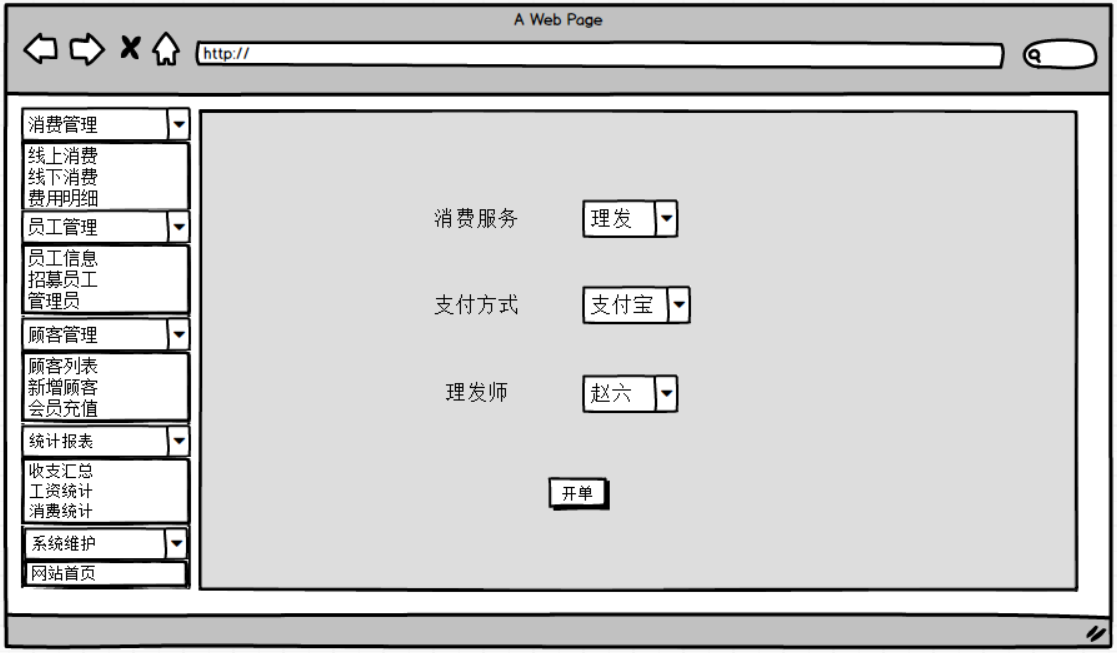 A Web Page
http://
消费管理
线上消费
线下消费
费用明细
员工管理
员工信息
招募员工
管理员
顾客管理
顾客列表
新增顾客
会员充值
统计报表
收支汇总
工资统计
消费统计
系统维护
网站首页
消费服务 理发
支付方式 支付宝
理发师 赵六
开单